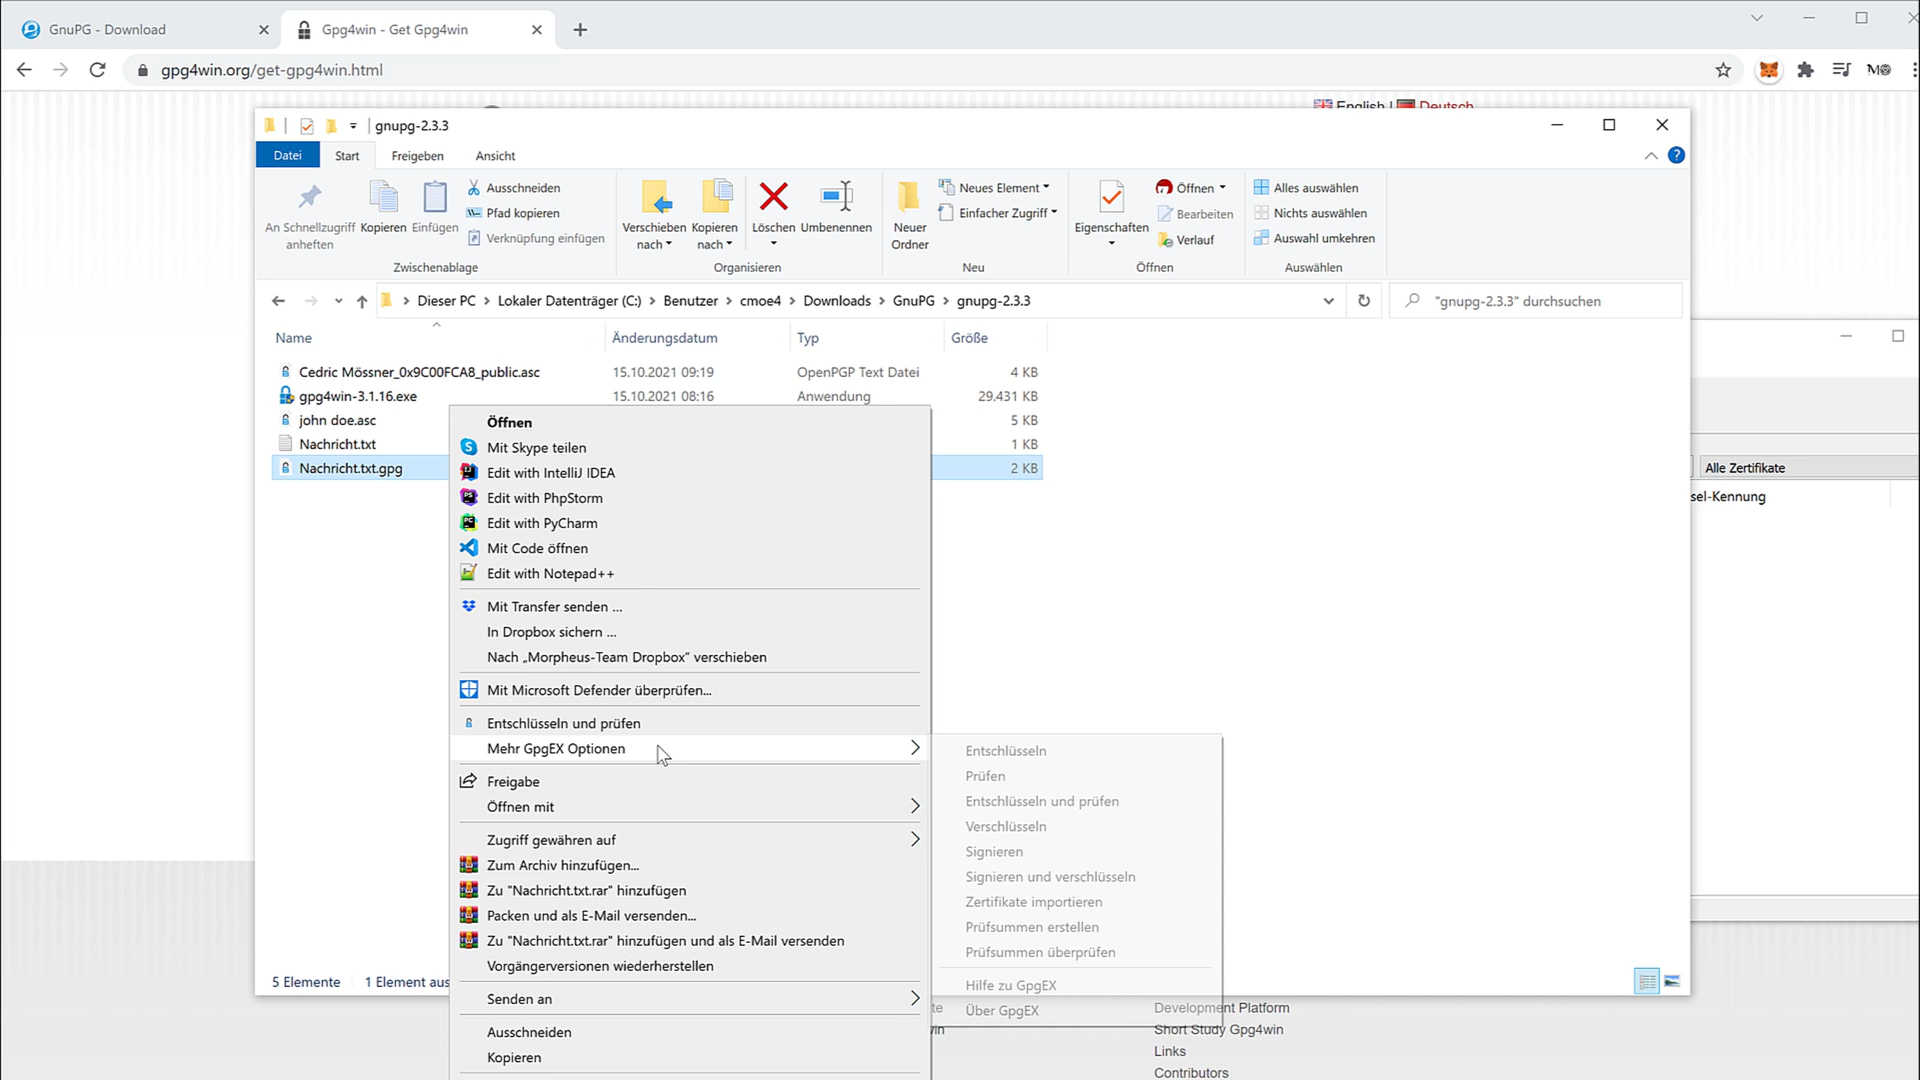 GnuPG - Download
Gpg4win - Get Gpg4win
gpg4win.org/get-gpg4win.html
English | Deutsch
gnupg-2.3.3
Datei Start Freigeben Ansicht
An Schnellzugriff anheften
Kopieren
Einfügen
Ausschneiden
Pfad kopieren
Verknüpfung einfügen
Zwischenablage
Verschieben nach
Kopieren nach
Löschen
Umbenennen
Organisieren
Neuer Ordner
Neues Element
Einfacher Zugriff
Neu
Eigenschaften
Öffnen
Bearbeiten
Verlauf
Öffnen
Alles auswählen
Nichts auswählen
Auswahl umkehren
Auswählen
Dieser PC > Lokaler Datenträger (C:) > Benutzer > cmoe4 > Downloads > GnuPG > gnupg-2.3.3
"gnupg-2.3.3" durchsuchen
Name Änderungsdatum Typ Größe
Cedric Mössner_0x9C00FCA8_public.asc 15.10.2021 09:19 OpenPGP Text Datei 4 KB
gpg4win-3.1.16.exe 15.10.2021 08:16 Anwendung 29.431 KB
john doe.asc 5 KB
Nachricht.txt 1 KB
Nachricht.txt.gpg 2 KB
Alle Zertifikate
sel-Kennung
Öffnen
Mit Skype teilen
Edit with IntelliJ IDEA
Edit with PhpStorm
Edit with PyCharm
Mit Code öffnen
Edit with Notepad++
Mit Transfer senden ...
In Dropbox sichern ...
Nach „Morpheus-Team Dropbox“ verschieben
Mit Microsoft Defender überprüfen...
Entschlüsseln und prüfen
Mehr GpgEX Optionen
Freigabe
Öffnen mit
Zugriff gewähren auf
Zum Archiv hinzufügen...
Zu "Nachricht.txt.rar" hinzufügen
Packen und als E-Mail versenden...
Zu "Nachricht.txt.rar" hinzufügen und als E-Mail versenden
Vorgängerversionen wiederherstellen
Senden an
Ausschneiden
Kopieren
Entschlüsseln
Prüfen
Entschlüsseln und prüfen
Verschlüsseln
Signieren
Signieren und verschlüsseln
Zertifikate importieren
Prüfsummen erstellen
Prüfsummen überprüfen
Hilfe zu GpgEX
Über GpgEX
5 Elemente 1 Element aus
Development Platform
Short Study Gpg4win
Links
Contributors